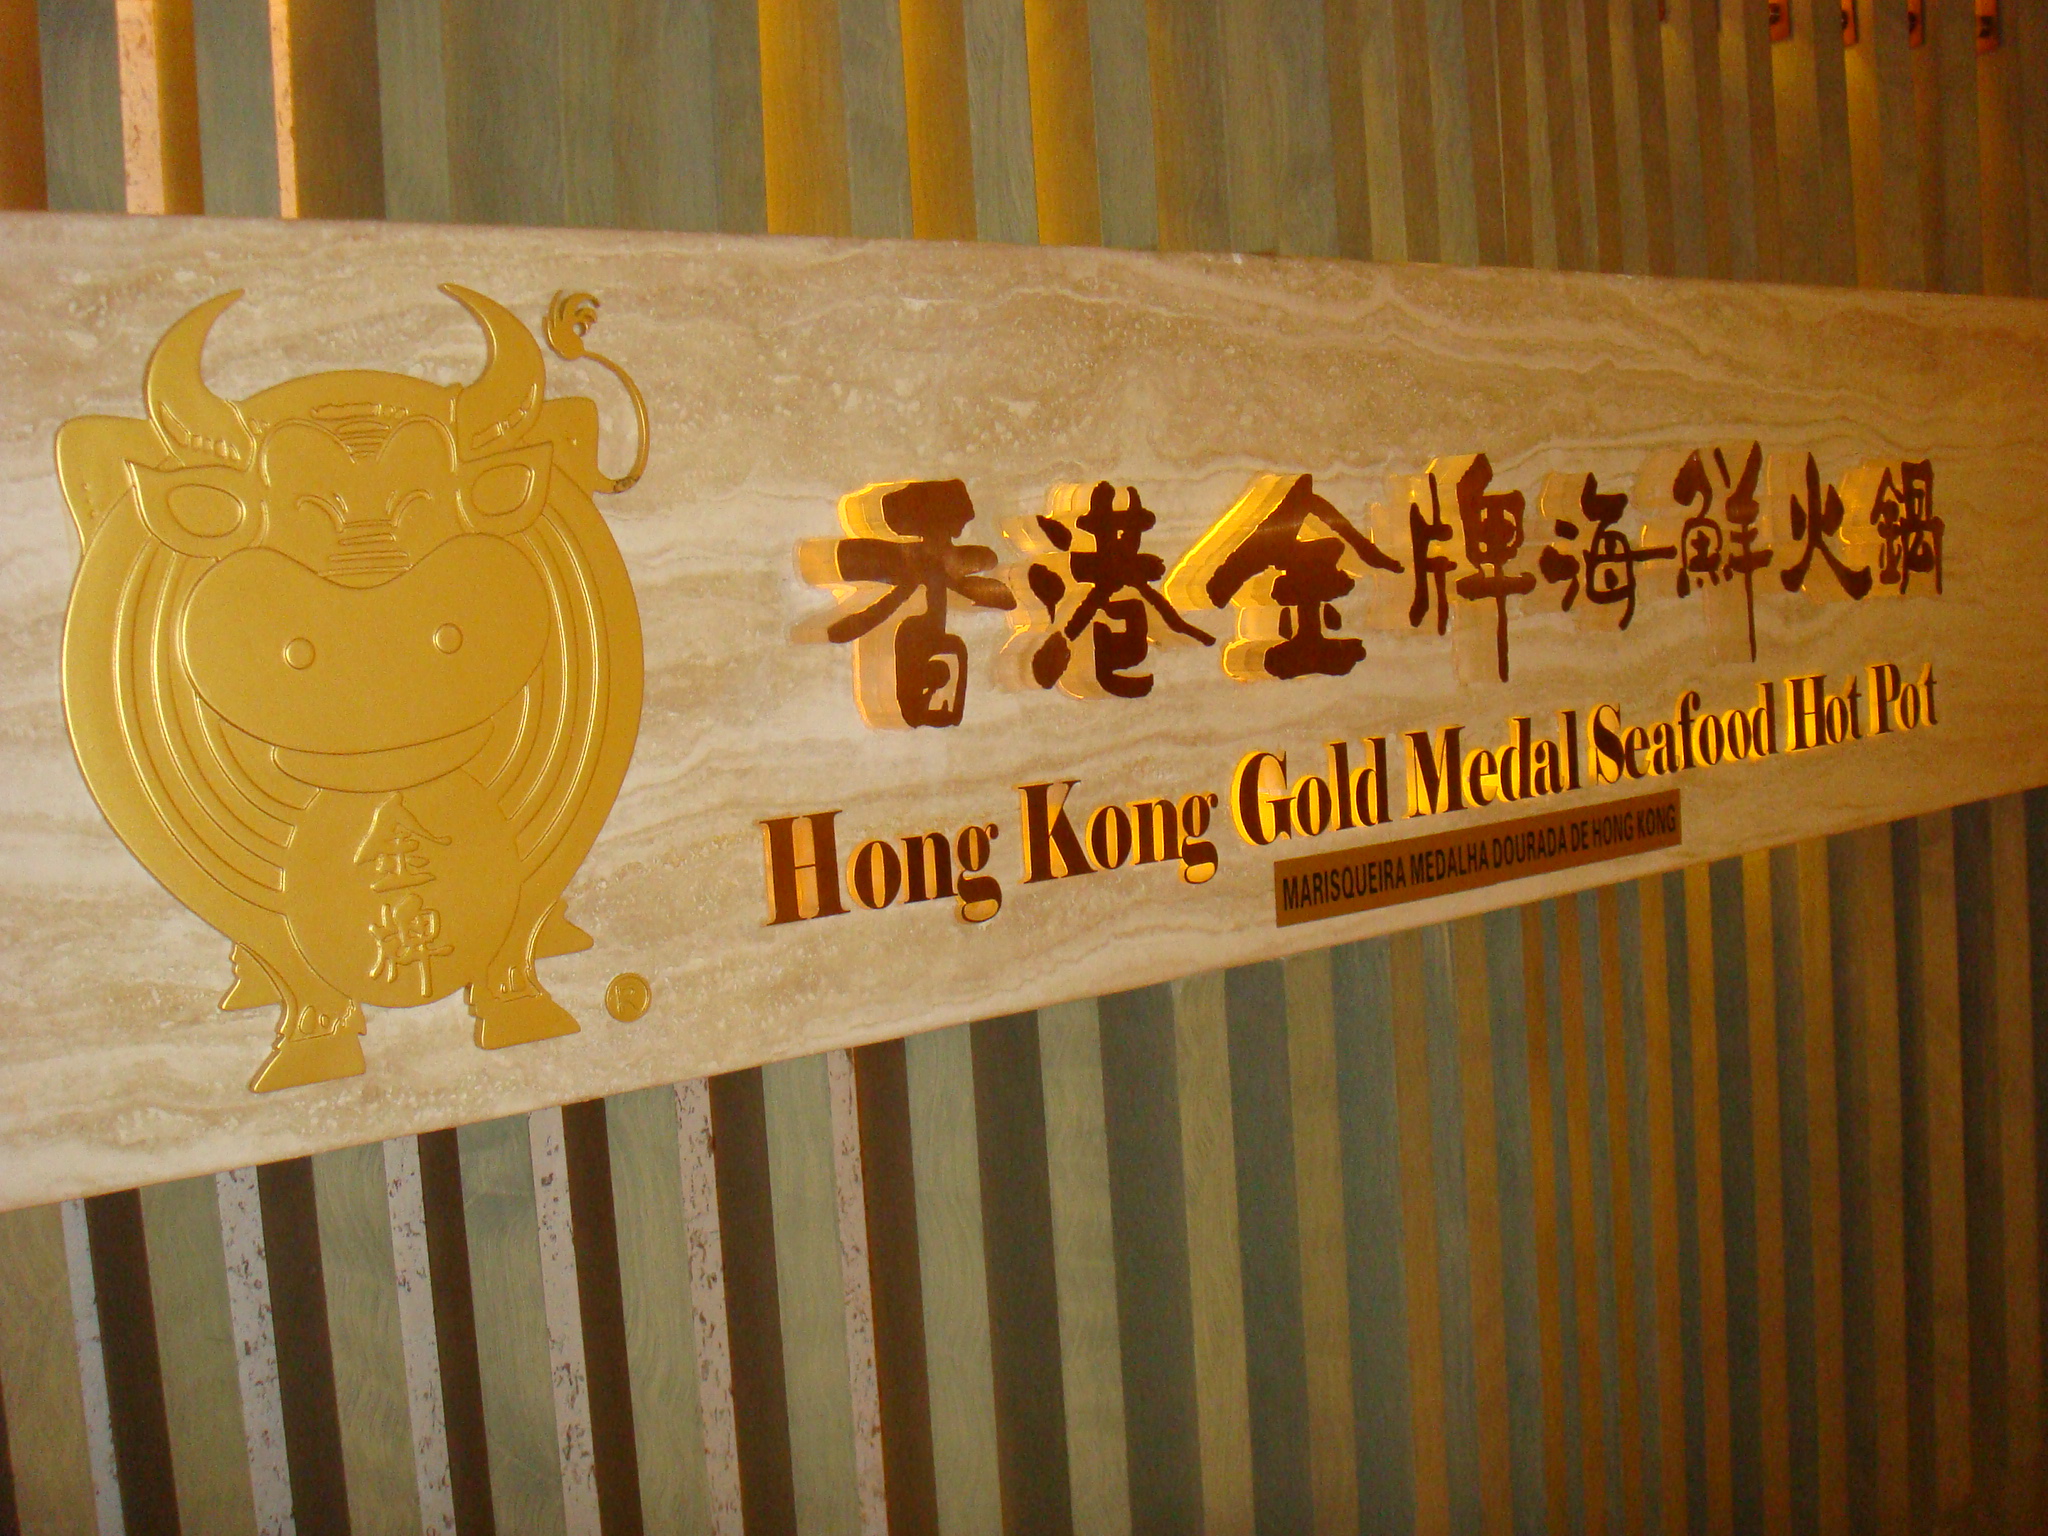 香港金牌海鮮火鍋
Hong Kong Gold Medal Seafood Hot Pot
MARISQUEIRA MEDALHA DOURADA DE HONG KONG
金
牌
®